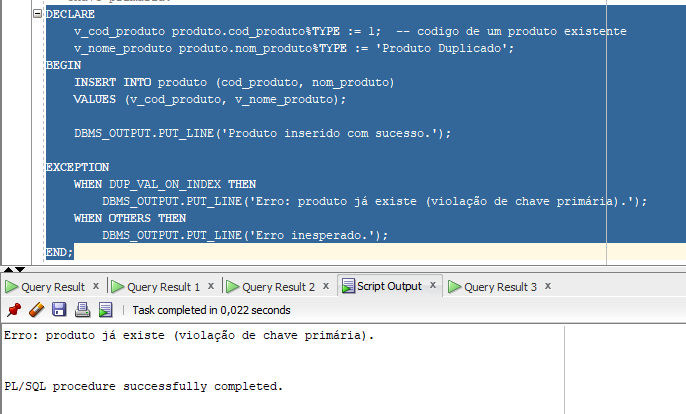 DECLARE
v_cod_produto produto.cod_produto%TYPE := 1;  -- codigo de um produto existente
v_nome_produto produto.nom_produto%TYPE := 'Produto Duplicado';
BEGIN
INSERT INTO produto (cod_produto, nom_produto)
VALUES (v_cod_produto, v_nome_produto);
DBMS_OUTPUT.PUT_LINE('Produto inserido com sucesso.');
EXCEPTION
WHEN DUP_VAL_ON_INDEX THEN
DBMS_OUTPUT.PUT_LINE('Erro: produto já existe (violação de chave primária).');
WHEN OTHERS THEN
DBMS_OUTPUT.PUT_LINE('Erro inesperado.');
END;
Query Result x Query Result 1 x Query Result 2 x Script Output x Query Result 3 x
Task completed in 0,022 seconds
Erro: produto já existe (violação de chave primária).
PL/SQL procedure successfully completed.